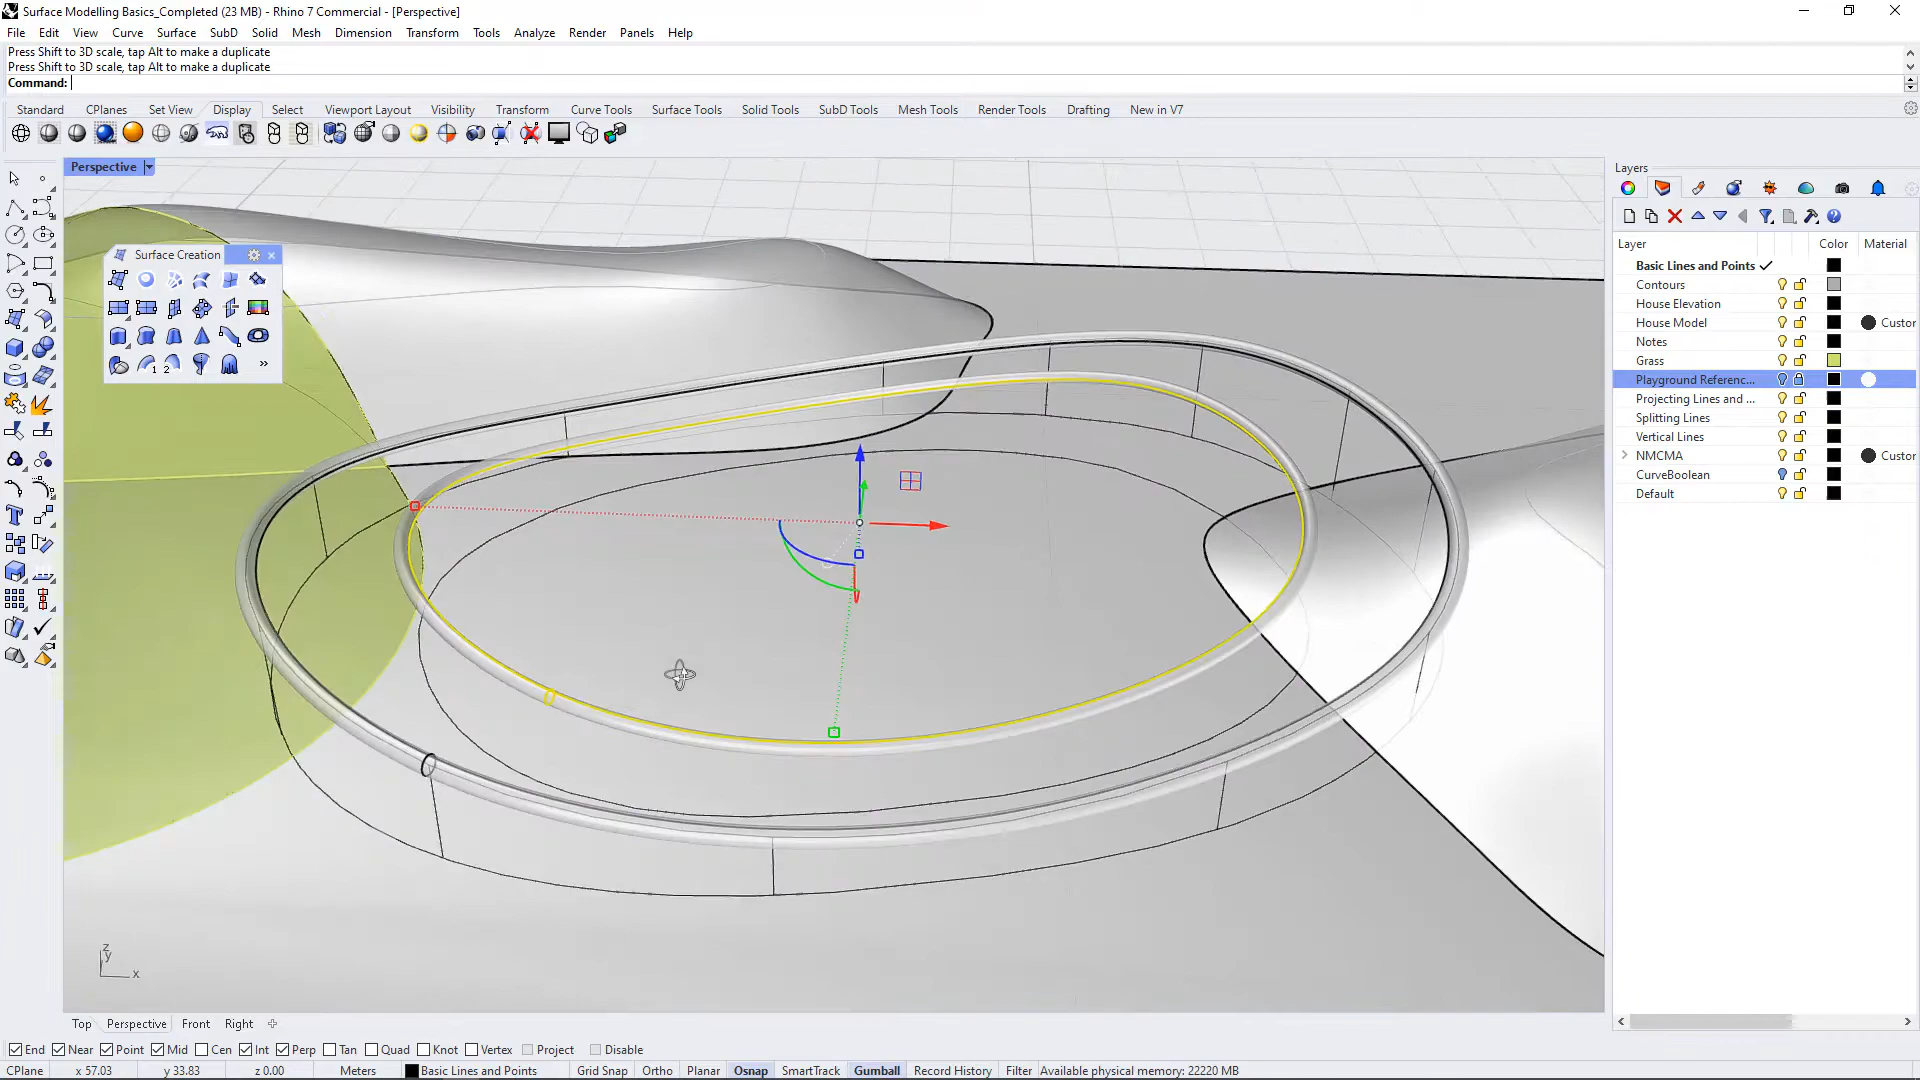 Surface Modelling Basics_Completed (23 MB) - Rhino 7 Commercial - [Perspective]
File Edit View Curve Surface SubD Solid Mesh Dimension Transform Tools Analyze Render Panels Help
Press Shift to 3D scale, tap Alt to make a duplicate
Press Shift to 3D scale, tap Alt to make a duplicate
Command:
Standard CPlanes Set View Display Select Viewport Layout Visibility Transform Curve Tools Surface Tools Solid Tools SubD Tools Mesh Tools Render Tools Drafting New in V7
Perspective
Surface Creation
1 2 »
Layers
Layer Color Material
Basic Lines and Points
Contours
House Elevation
House Model Custor
Notes
Grass
Playground Referenc...
Projecting Lines and ...
Splitting Lines
Vertical Lines
NMCMA Custor
CurveBoolean
Default
z
y
x
Top Perspective Front Right
End Near Point Mid Cen Int Perp Tan Quad Knot Vertex Project Disable
CPlane x 57.03 y 33.83 z 0.00 Meters Basic Lines and Points Grid Snap Ortho Planar Osnap SmartTrack Gumball Record History Filter Available physical memory: 22220 MB